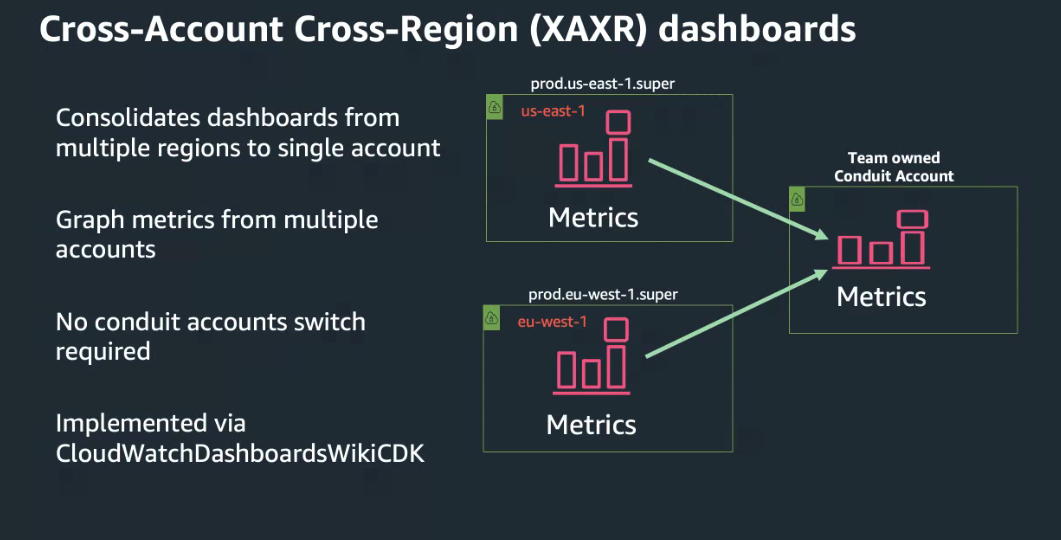 Cross-Account Cross-Region (XAXR) dashboards
Consolidates dashboards from
multiple regions to single account
Graph metrics from multiple
accounts
No conduit accounts switch
required
Implemented via
CloudWatchDashboardsWikiCDK
prod.us-east-1.super
us-east-1
Metrics
prod.eu-west-1.super
eu-west-1
Metrics
Team owned
Conduit Account
Metrics